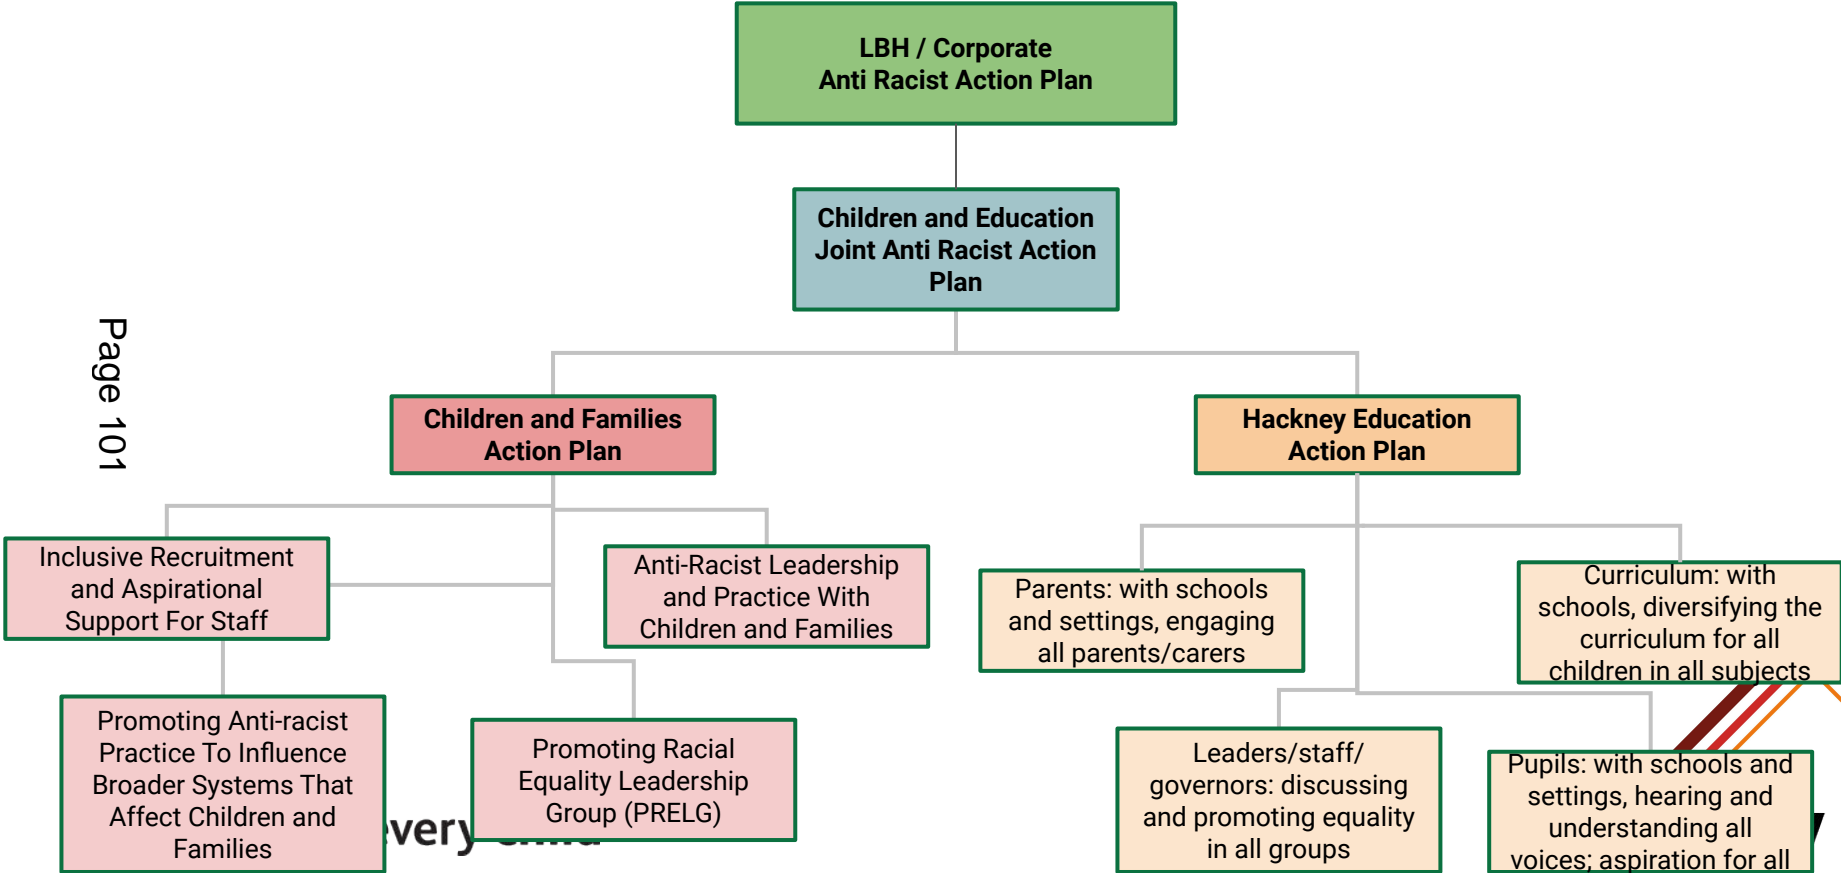 LBH / Corporate
Anti Racist Action Plan
Children and Education
Joint Anti Racist Action
Plan
Page 101
Children and Families
Action Plan
Hackney Education
Action Plan
Inclusive Recruitment
and Aspirational
Support For Staff
Anti-Racist Leadership
and Practice With
Children and Families
Parents: with schools
and settings, engaging
all parents/carers
Curriculum: with
schools, diversifying the
curriculum for all
children in all subjects
Promoting Anti-racist
Practice To Influence
Broader Systems That
Affect Children and
Families
Promoting Racial
Equality Leadership
Group (PRELG)
Leaders/staff/
governors: discussing
and promoting equality
in all groups
Pupils: with schools and
settings, hearing and
understanding all
voices; aspiration for all
every child